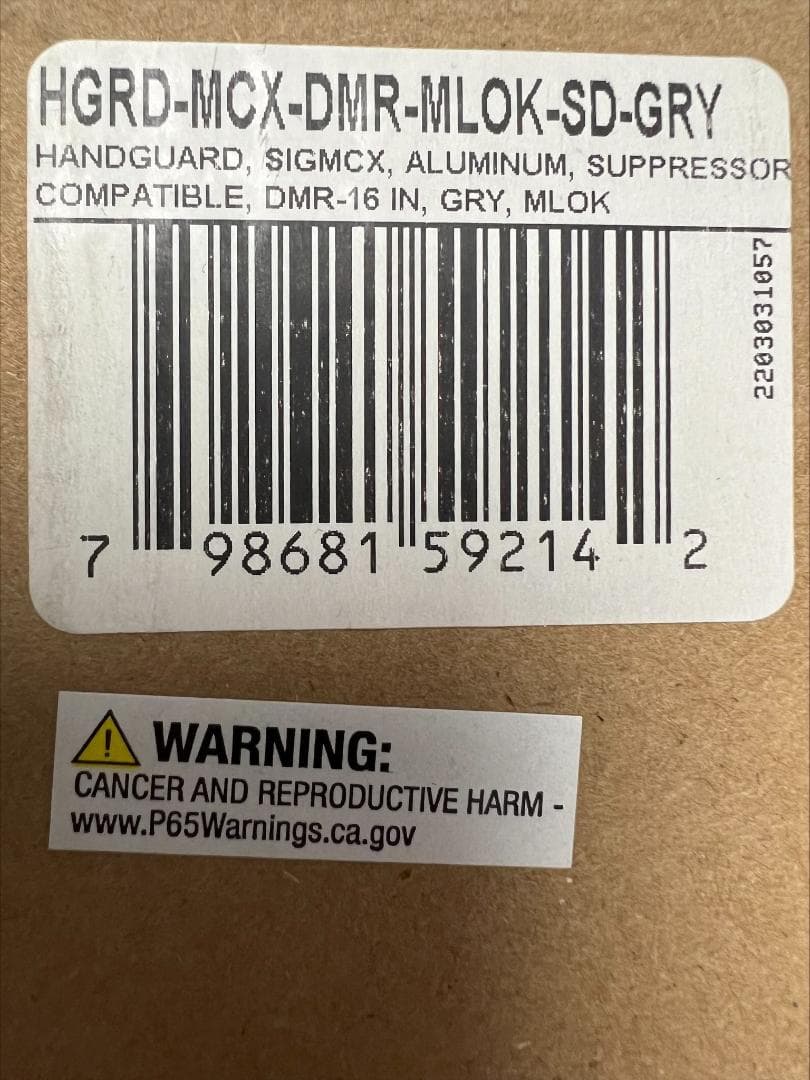 HGRD-MCX-DMR-MLOK-SD-GRY
HANDGUARD, SIGMCX, ALUMINUM, SUPPRESSOR
COMPATIBLE, DMR-16 IN, GRY, MLOK
2203031057
7 98681 59214 2
WARNING:
CANCER AND REPRODUCTIVE HARM -
www.P65Warnings.ca.gov